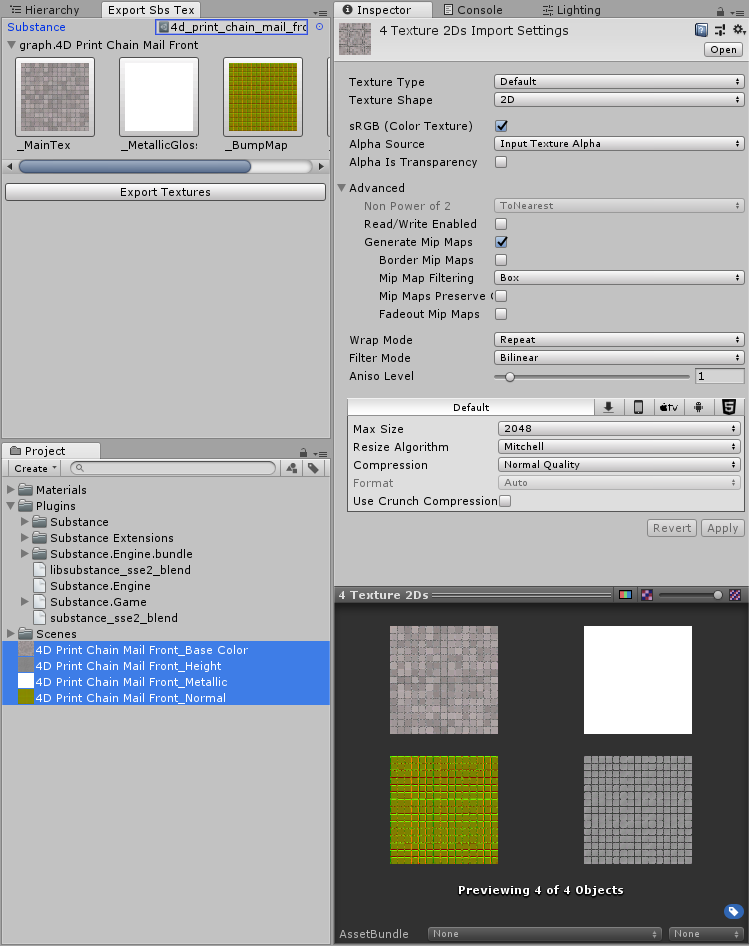 Hierarchy
Export Sbs Tex
Substance
4d_print_chain_mail_fro
graph.4D Print Chain Mail Front
_MainTex
_MetallicGloss
_BumpMap
Export Textures
Project
Create
Materials
Plugins
Substance
Substance Extensions
Substance.Engine.bundle
libsubstance_sse2_blend
Substance.Engine
Substance.Game
substance_sse2_blend
Scenes
4D Print Chain Mail Front_Base Color
4D Print Chain Mail Front_Height
4D Print Chain Mail Front_Metallic
4D Print Chain Mail Front_Normal
Inspector
Console
Lighting
4 Texture 2Ds Import Settings
Open
Texture Type Default
Texture Shape 2D
sRGB (Color Texture)
Alpha Source Input Texture Alpha
Alpha Is Transparency
Advanced
Non Power of 2 ToNearest
Read/Write Enabled
Generate Mip Maps
Border Mip Maps
Mip Map Filtering Box
Mip Maps Preserve C
Fadeout Mip Maps
Wrap Mode Repeat
Filter Mode Bilinear
Aniso Level 1
Default
tv
5
Max Size 2048
Resize Algorithm Mitchell
Compression Normal Quality
Format Auto
Use Crunch Compression
Revert Apply
4 Texture 2Ds
Previewing 4 of 4 Objects
AssetBundle None None